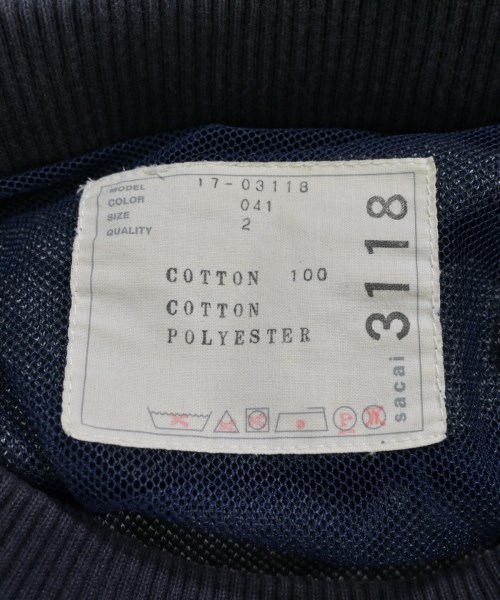 MODEL 17-03118
COLOR 041
SIZE 2
QUALITY
COTTON 100
COTTON
POLYESTER
sacai 3118
P